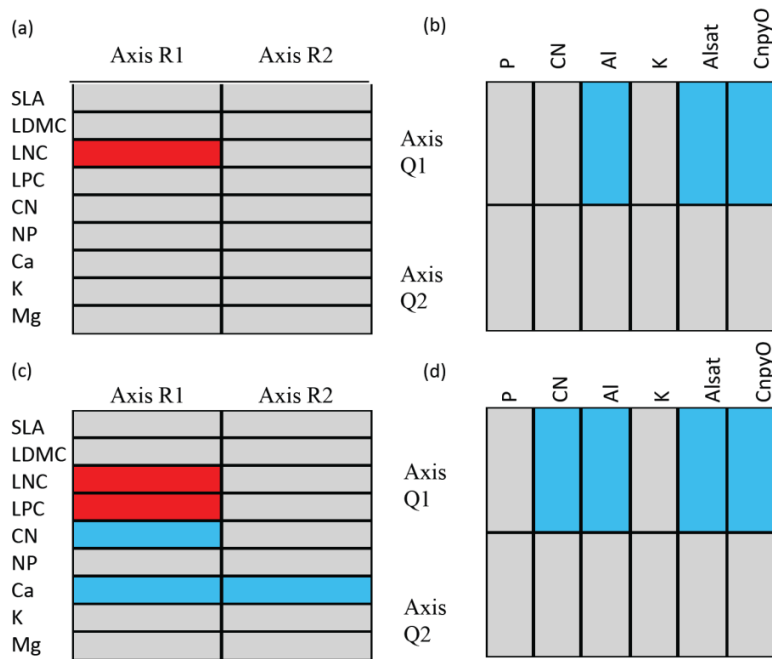 (a)
Axis R1 Axis R2
SLA
LDMC
LNC
LPC
CN
NP
Ca
K
Mg
(b)
P CN Al K Alsat CnpyO
Axis
Q1
Axis
Q2
(c)
Axis R1 Axis R2
SLA
LDMC
LNC
LPC
CN
NP
Ca
K
Mg
(d)
P CN Al K Alsat CnpyO
Axis
Q1
Axis
Q2